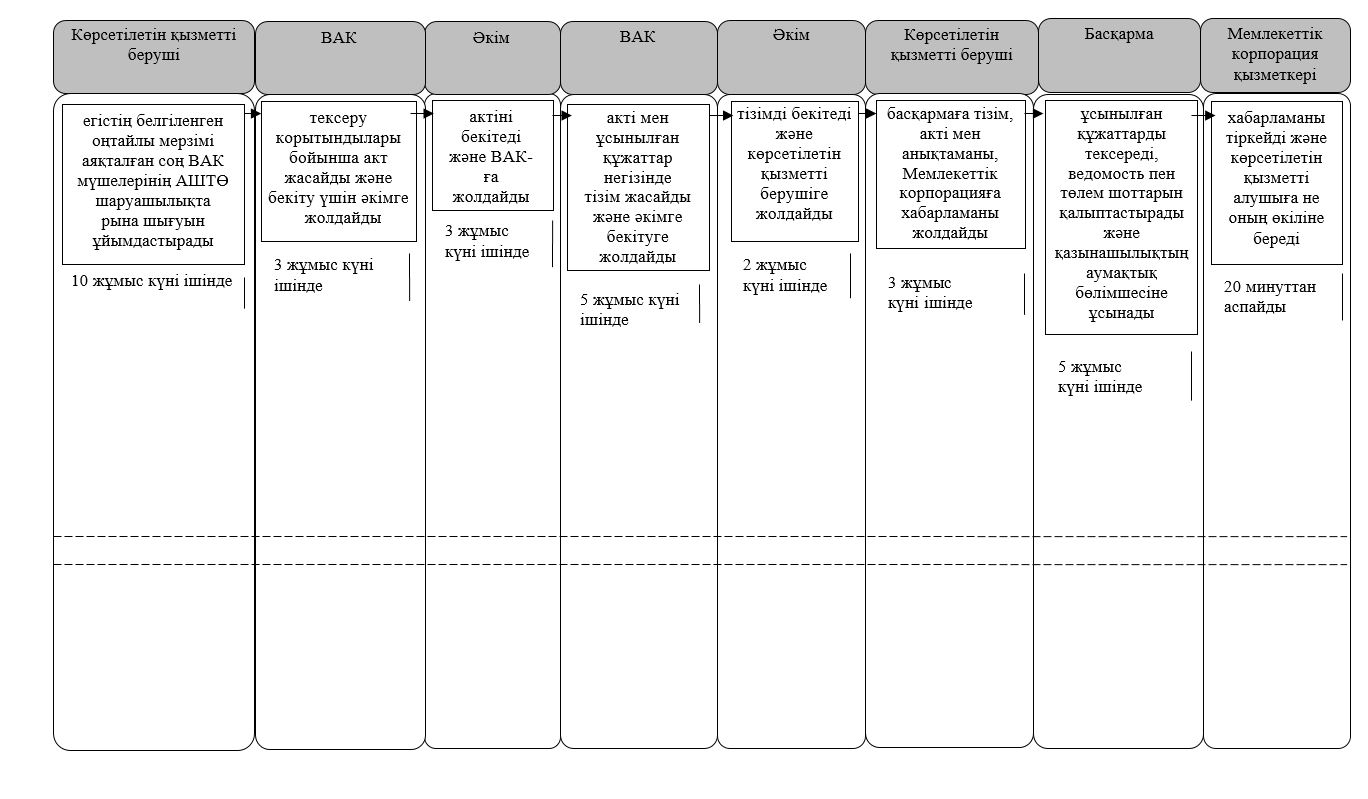 Көрсетілетін қызметті
беруші
ВАК
Әкім
ВАК
Әкім
Көрсетілетін
қызметті беруші
Басқарма
Мемлекеттік
корпорация
қызметкері
егістің белгіленген
оңтайлы мерзімі
аяқталған соң ВАК
мүшелерінің АШТӨ
шаруашылықта
рына шығуын
ұйымдастырады
10 жұмыс күні ішінде
тексеру
корытындылары
бойынша акт
жасайды және
бекіту үшін әкімге
жолдайды
3 жұмыс күні
ішінде
актіні
бекітеді
және ВАК-
ға
жолдайды
3 жұмыс
күні ішінде
акті мен
ұсынылған
құжаттар
негізінде
тізім жасайды
және әкімге
бекітуге
жолдайды
5 жұмыс күні
ішінде
тізімді бекітеді
және
көрсетілетін
қызметті
берушіге
жолдайды
2 жұмыс
күні ішінде
басқармаға тізім,
акті мен
анықтаманы,
Мемлекеттік
корпорацияға
хабарламаны
жолдайды
3 жұмыс
күні ішінде
ұсынылған
құжаттарды
тексереді,
ведомость пен
төлем шоттарын
қалыптастырады
және
қазынашылықтың
аумақтық
бөлімшесіне
ұсынады
5 жұмыс
күні ішінде
хабарламаны
тіркейді және
көрсетілетін
қызметті
алушыға не
оның өкіліне
береді
20 минуттан
аспайды